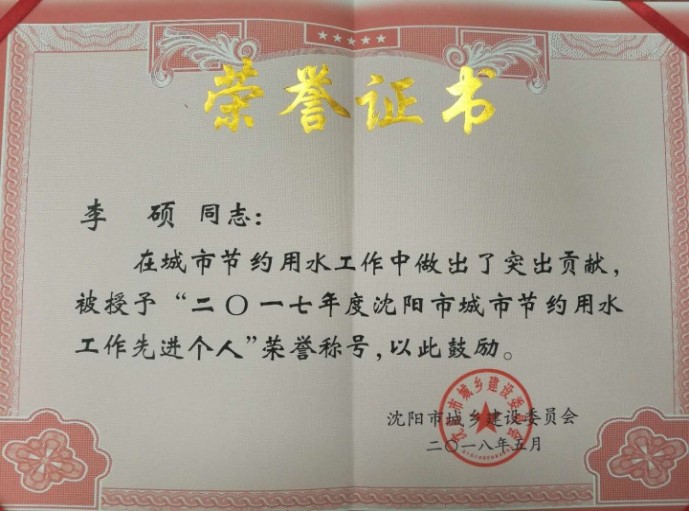 荣誉证书
李 硕 同志：
在城市节约用水工作中做出了突出贡献，
被授予“二〇一七年度沈阳市城市节约用水
工作先进个人”荣誉称号，以此鼓励。
沈阳市城乡建设委员会
二〇一八年五月